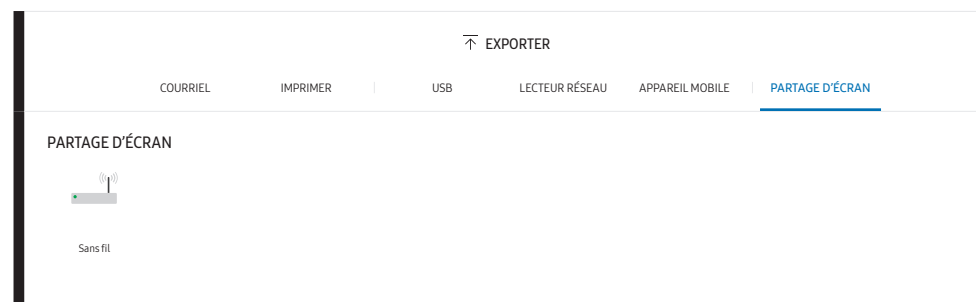 EXPORTER
COURRIEL IMPRIMER USB LECTEUR RÉSEAU APPAREIL MOBILE PARTAGE D’ÉCRAN
PARTAGE D’ÉCRAN
Sans fil